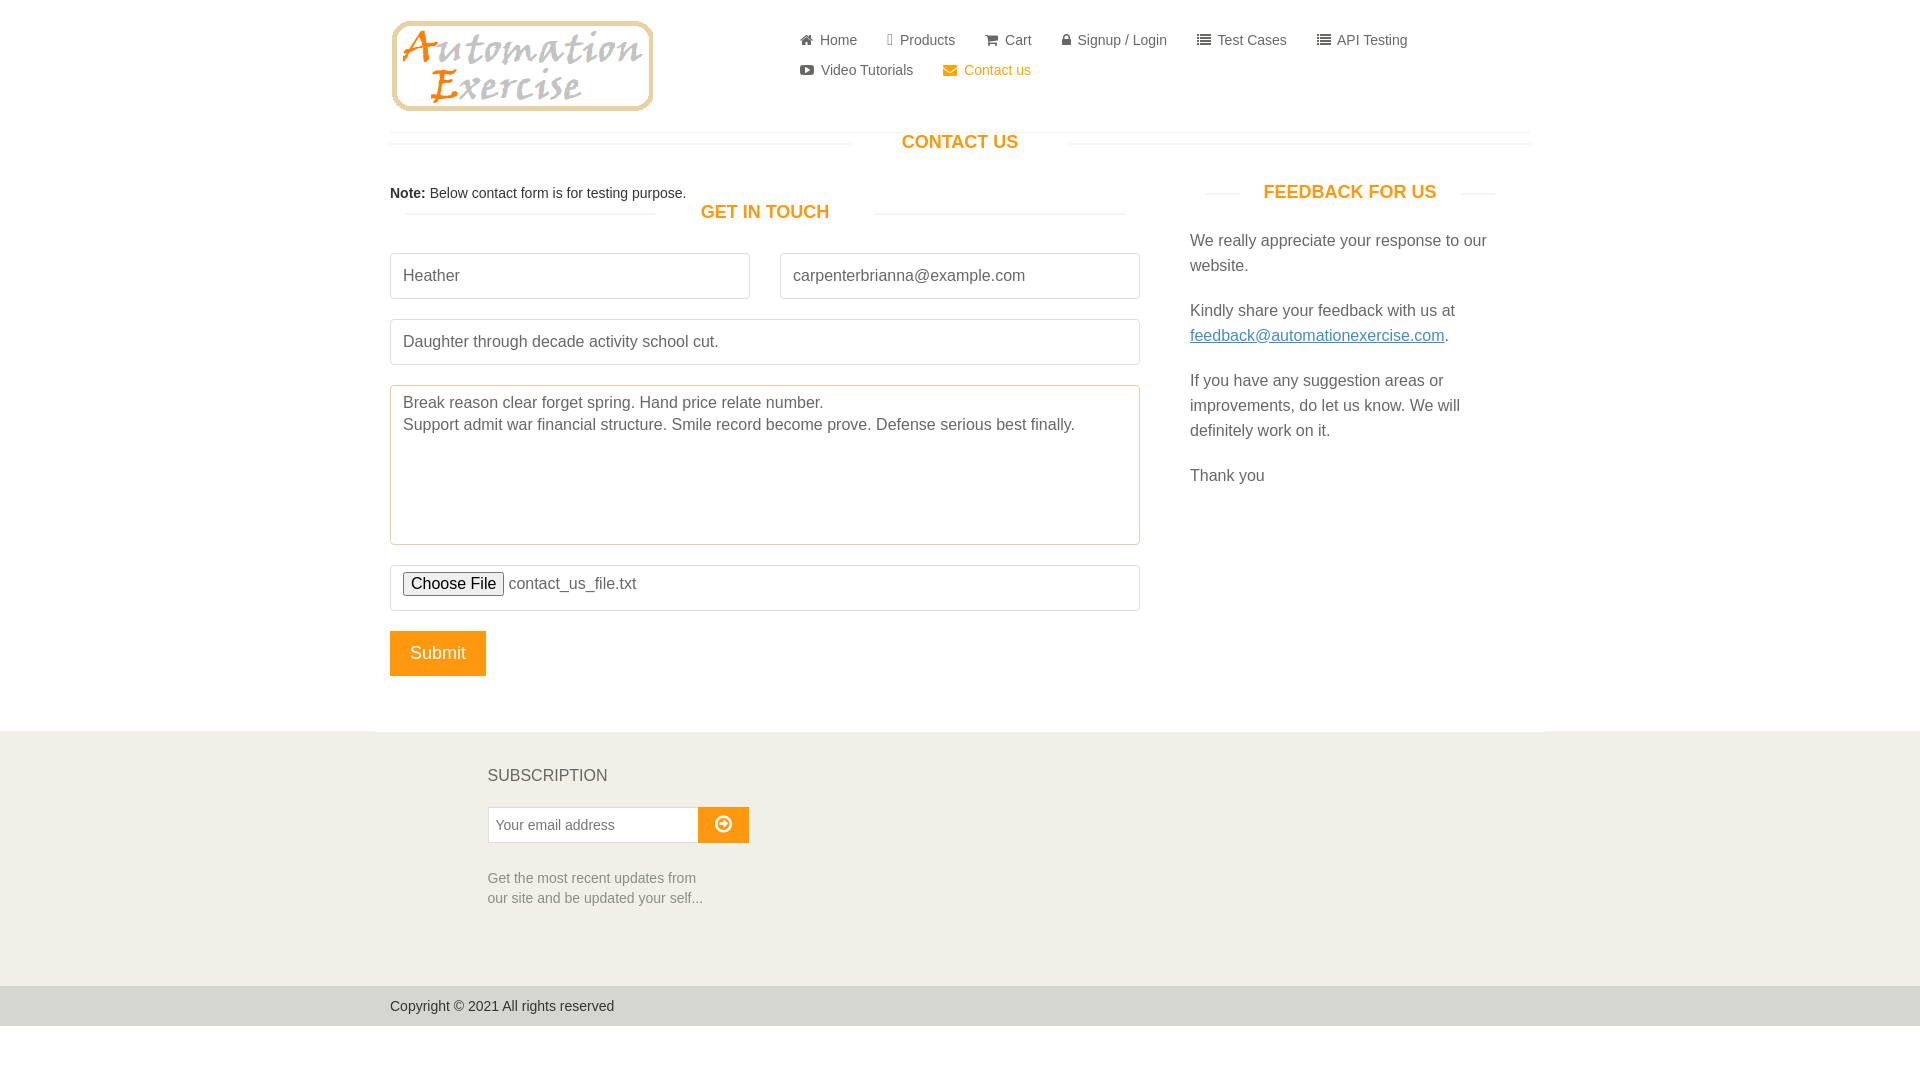 Automation
Exercise
Home
Products
Cart
Signup / Login
Test Cases
API Testing
Video Tutorials
Contact us
CONTACT US
Note: Below contact form is for testing purpose.
GET IN TOUCH
Heather
carpenterbrianna@example.com
Daughter through decade activity school cut.
Break reason clear forget spring. Hand price relate number.
Support admit war financial structure. Smile record become prove. Defense serious best finally.
Choose File contact_us_file.txt
Submit
FEEDBACK FOR US
We really appreciate your response to our
website.
Kindly share your feedback with us at
feedback@automationexercise.com.
If you have any suggestion areas or
improvements, do let us know. We will
definitely work on it.
Thank you
SUBSCRIPTION
Your email address
Get the most recent updates from
our site and be updated your self...
Copyright © 2021 All rights reserved